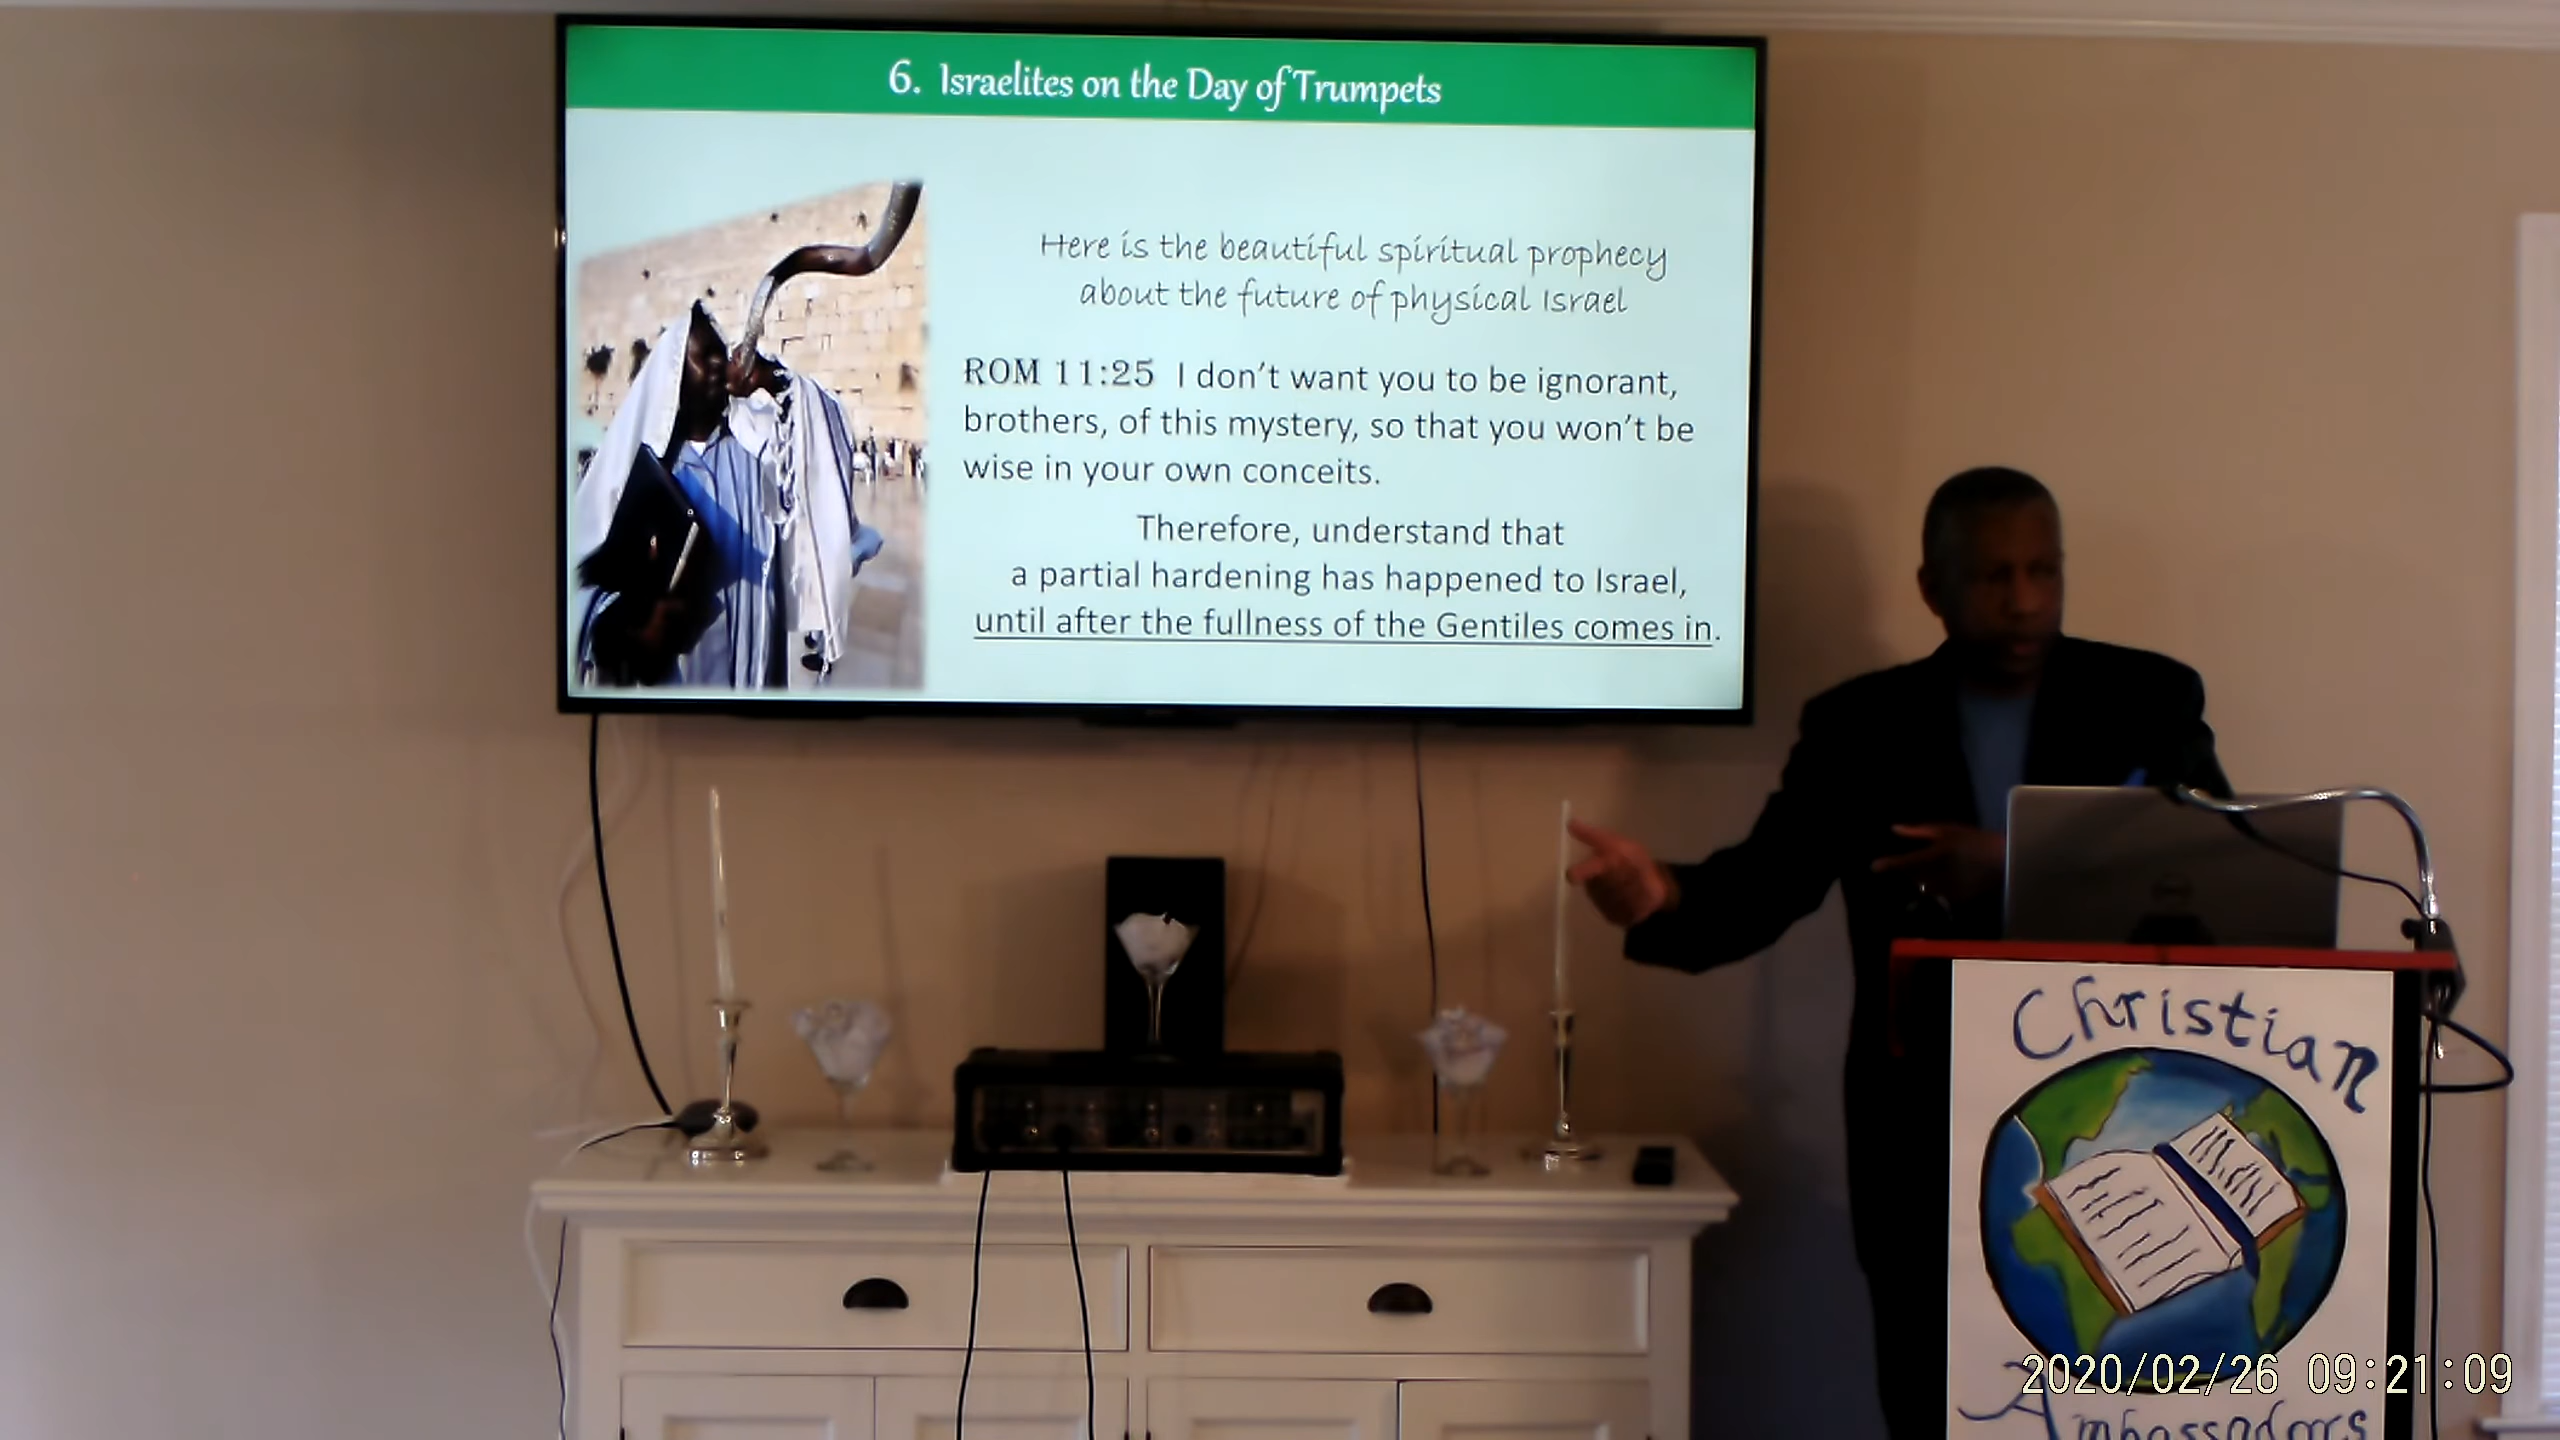 6. Israelites on the Day of Trumpets
Here is the beautiful spiritual prophecy
about the future of physical Israel
ROM 11:25 I don't want you to be ignorant,
brothers, of this mystery, so that you won't be
wise in your own conceits.
Therefore, understand that
a partial hardening has happened to Israel,
until after the fullness of the Gentiles comes in.
Christian
Ambassadors
2020/02/26 09:21:09